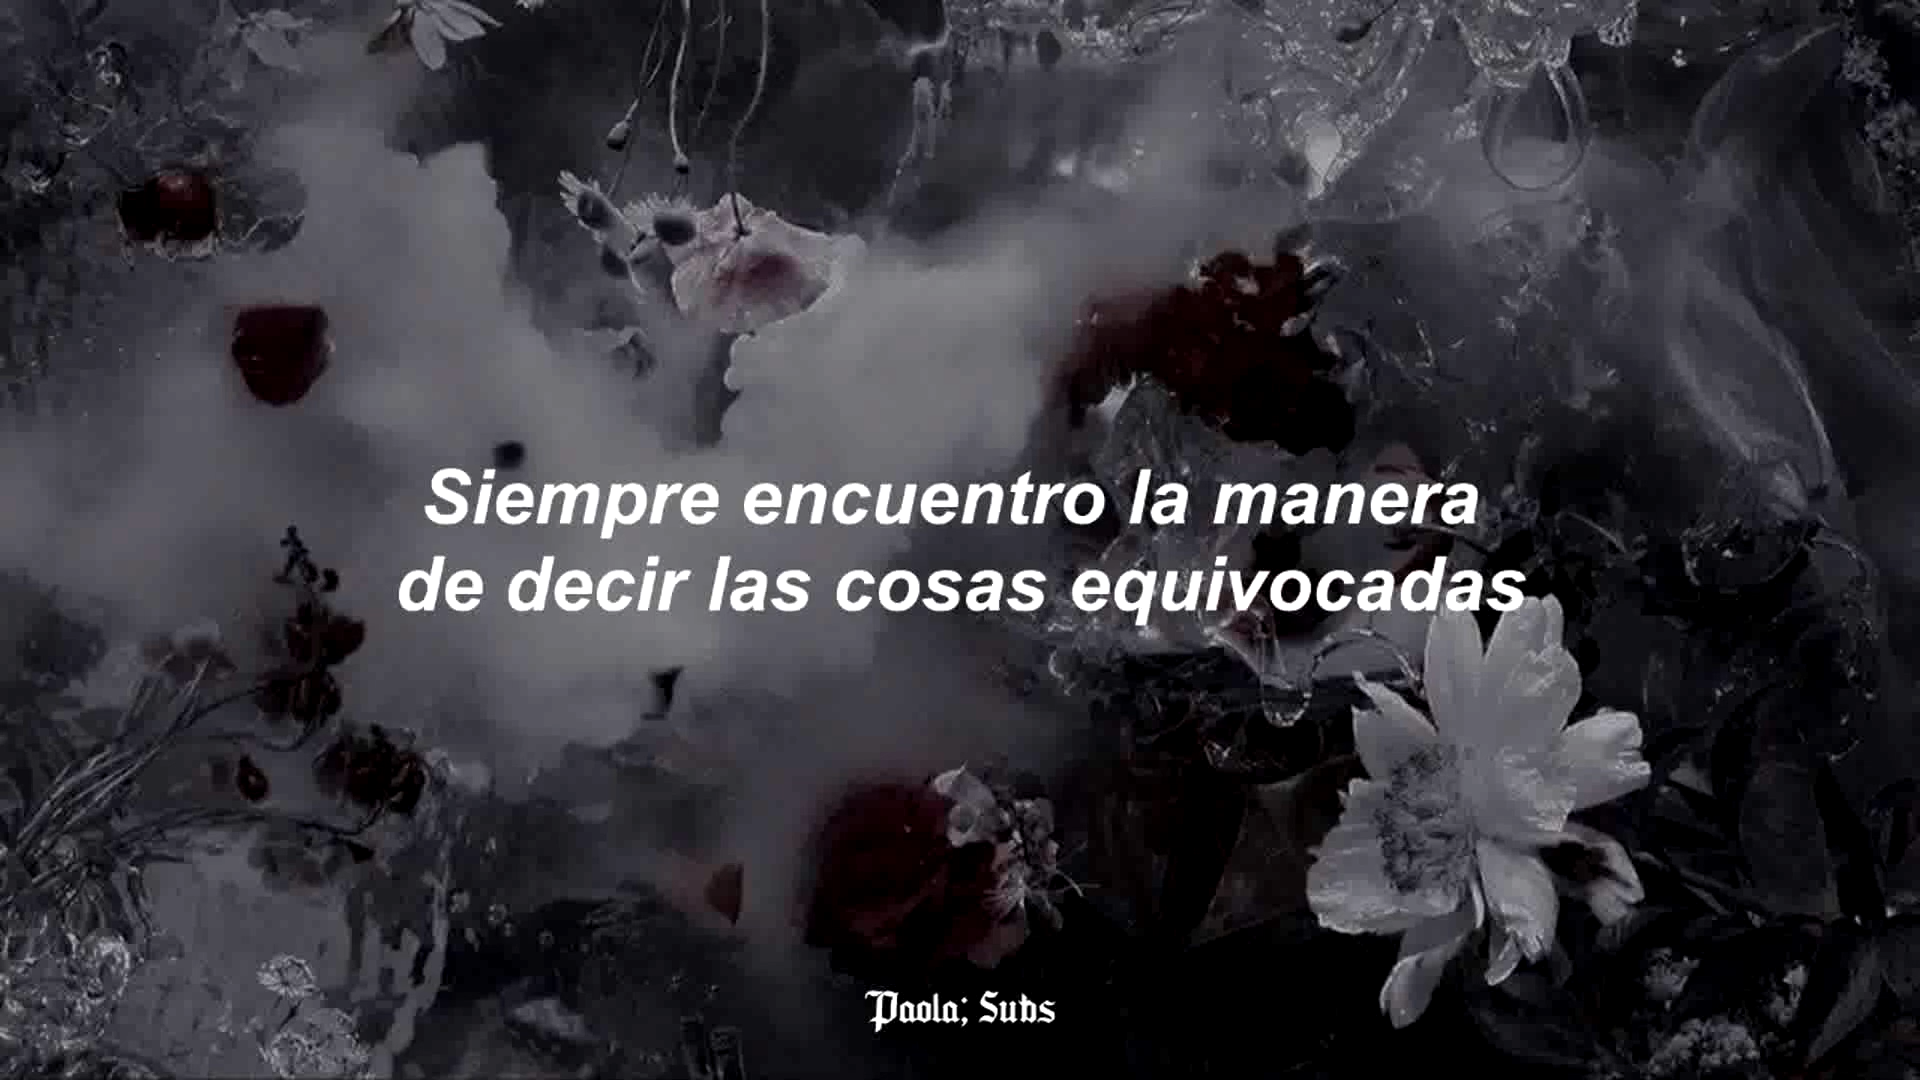 Siempre encuentro la manera
de decir las cosas equivocadas
Paola; Subs